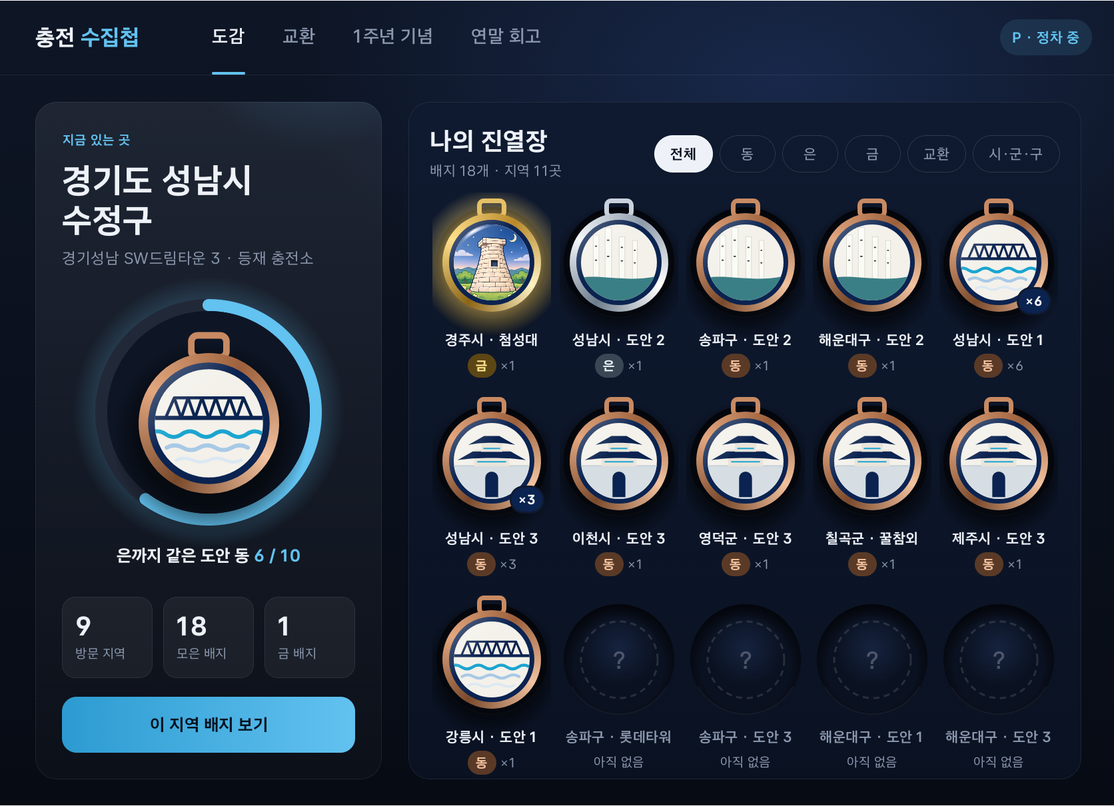 충전 수집첩
도감
교환
1주년 기념
연말 회고
P · 정차 중
지금 있는 곳
경기도 성남시
수정구
경기성남 SW드림타운 3 · 등재 충전소
은까지 같은 도안 동 6 / 10
9
방문 지역
18
모은 배지
1
금 배지
이 지역 배지 보기
나의 진열장
배지 18개 · 지역 11곳
전체
동
은
금
교환
시·군·구
경주시 · 첨성대
금 ×1
성남시 · 도안 2
은 ×1
송파구 · 도안 2
동 ×1
해운대구 · 도안 2
동 ×1
×6
성남시 · 도안 1
동 ×6
×3
성남시 · 도안 3
동 ×3
이천시 · 도안 3
동 ×1
영덕군 · 도안 3
동 ×1
칠곡군 · 꿀참외
동 ×1
제주시 · 도안 3
동 ×1
강릉시 · 도안 1
동 ×1
?
송파구 · 롯데타워
아직 없음
?
송파구 · 도안 3
아직 없음
?
해운대구 · 도안 1
아직 없음
?
해운대구 · 도안 3
아직 없음